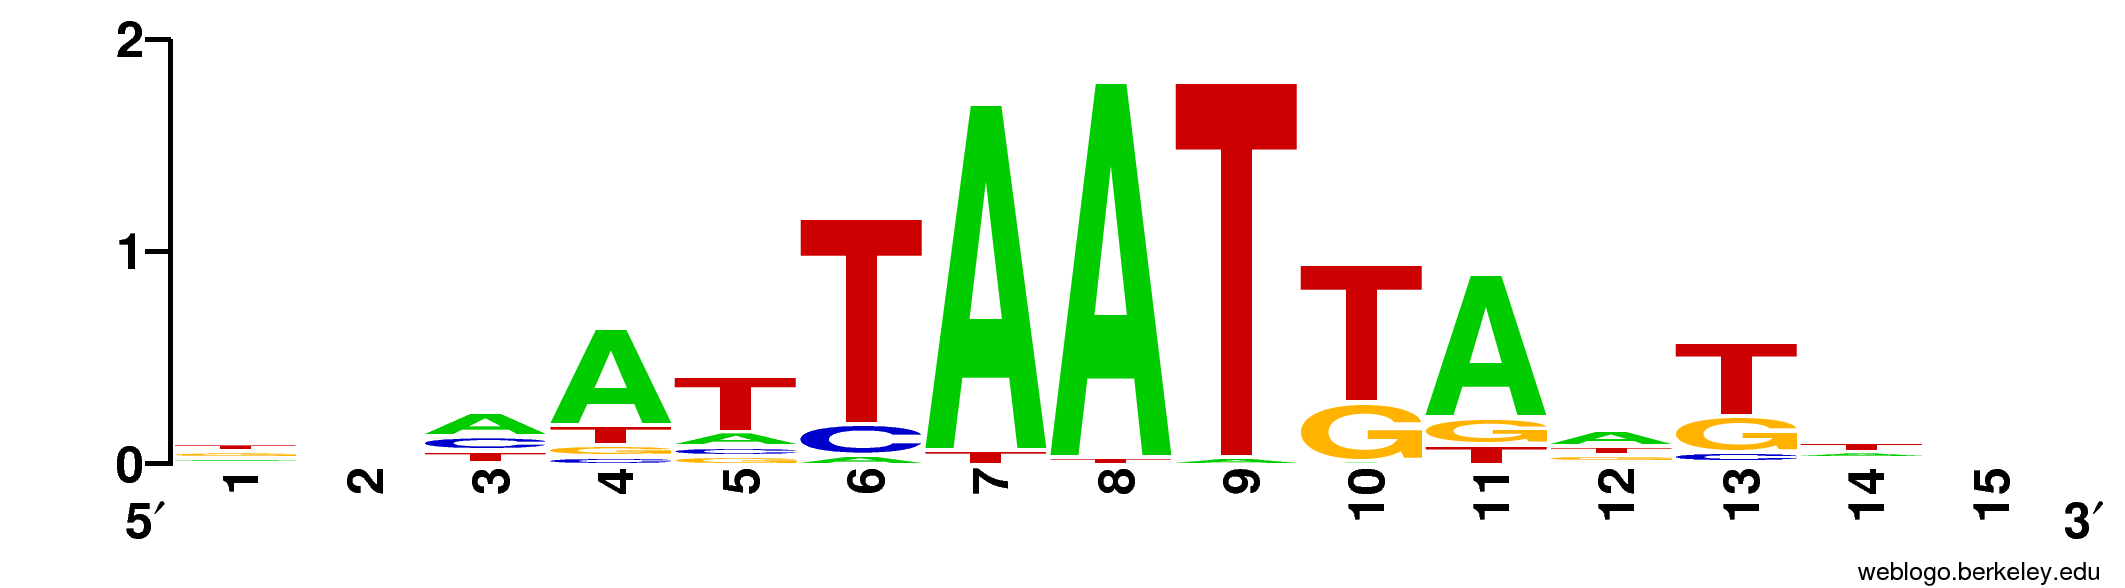 2
1
0
T G A
A C T
A T G C
T A C G
T C A
A T
A T
T A
T G A
A G T
A T G
T G C
T A
1 2 3 4 5 6 7 8 9 10 11 12 13 14 15
5′ 3′
weblogo.berkeley.edu